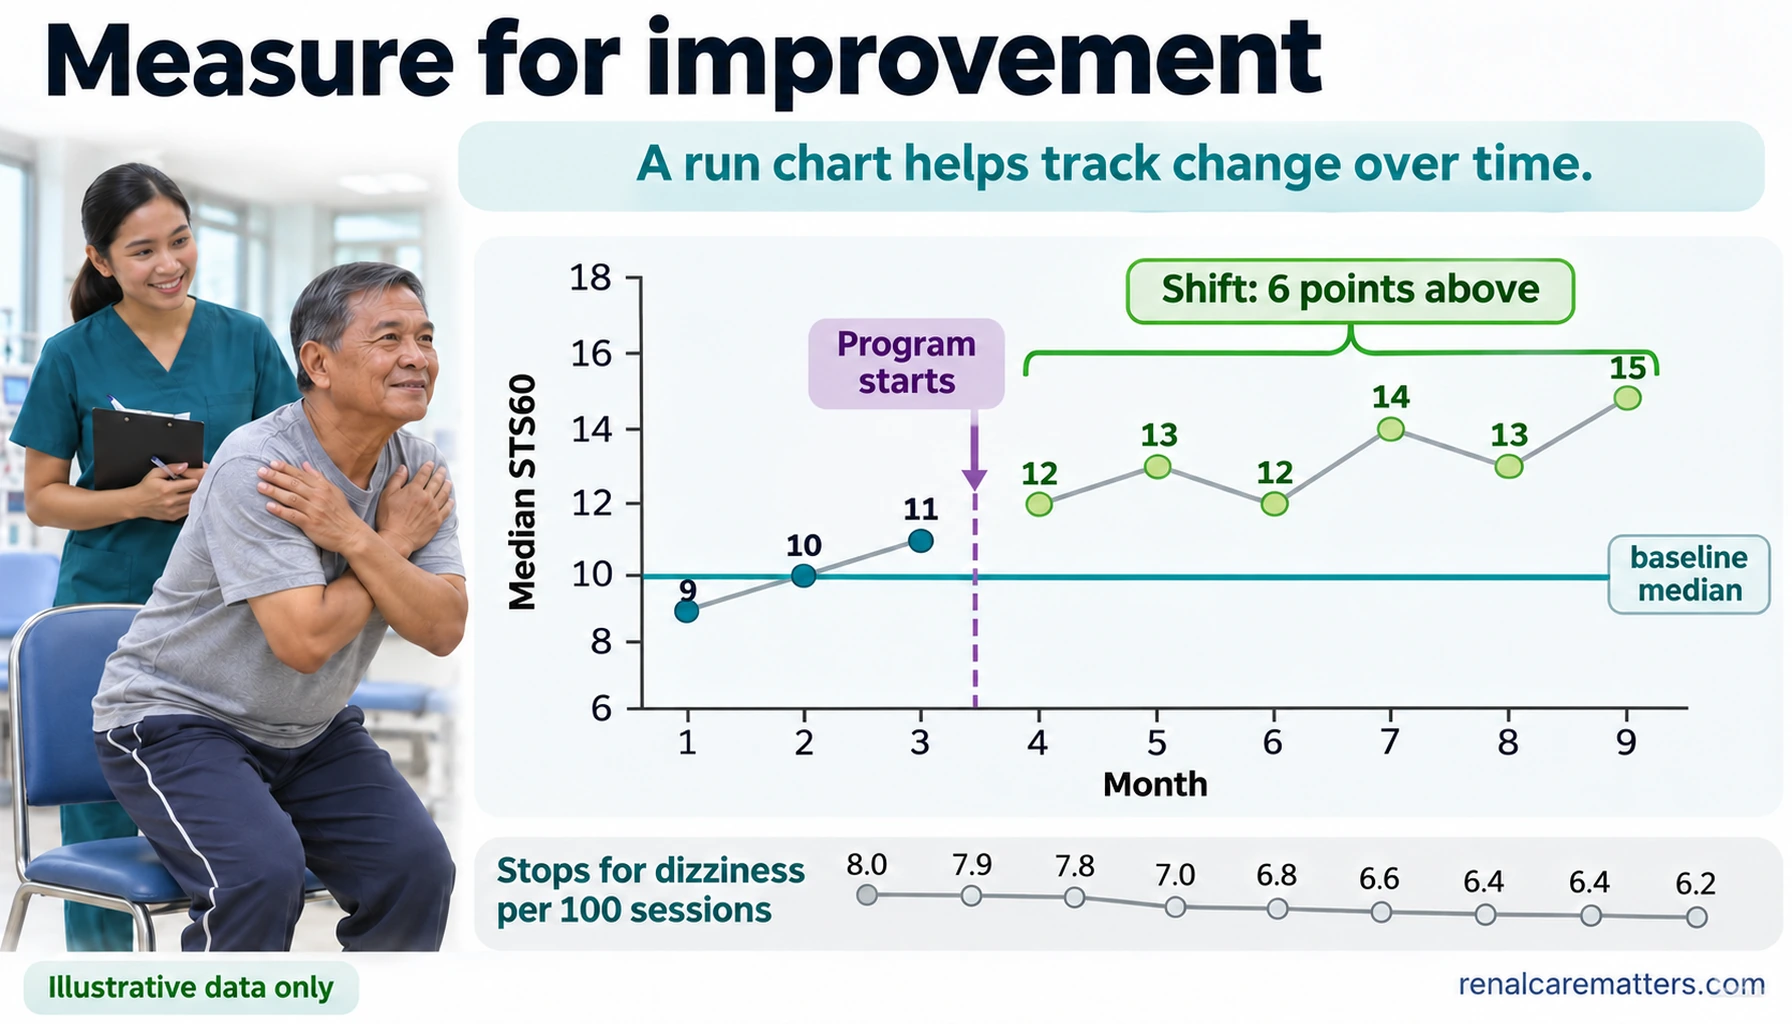 Measure for improvement
A run chart helps track change over time.
Shift: 6 points above
Program
starts
Median STS60
18
16
14
12
10
8
6
9
10
11
12
13
12
14
13
15
baseline
median
1 2 3 4 5 6 7 8 9
Month
Stops for dizziness
per 100 sessions
8.0 7.9 7.8 7.0 6.8 6.6 6.4 6.4 6.2
Illustrative data only
renalcarematters.com